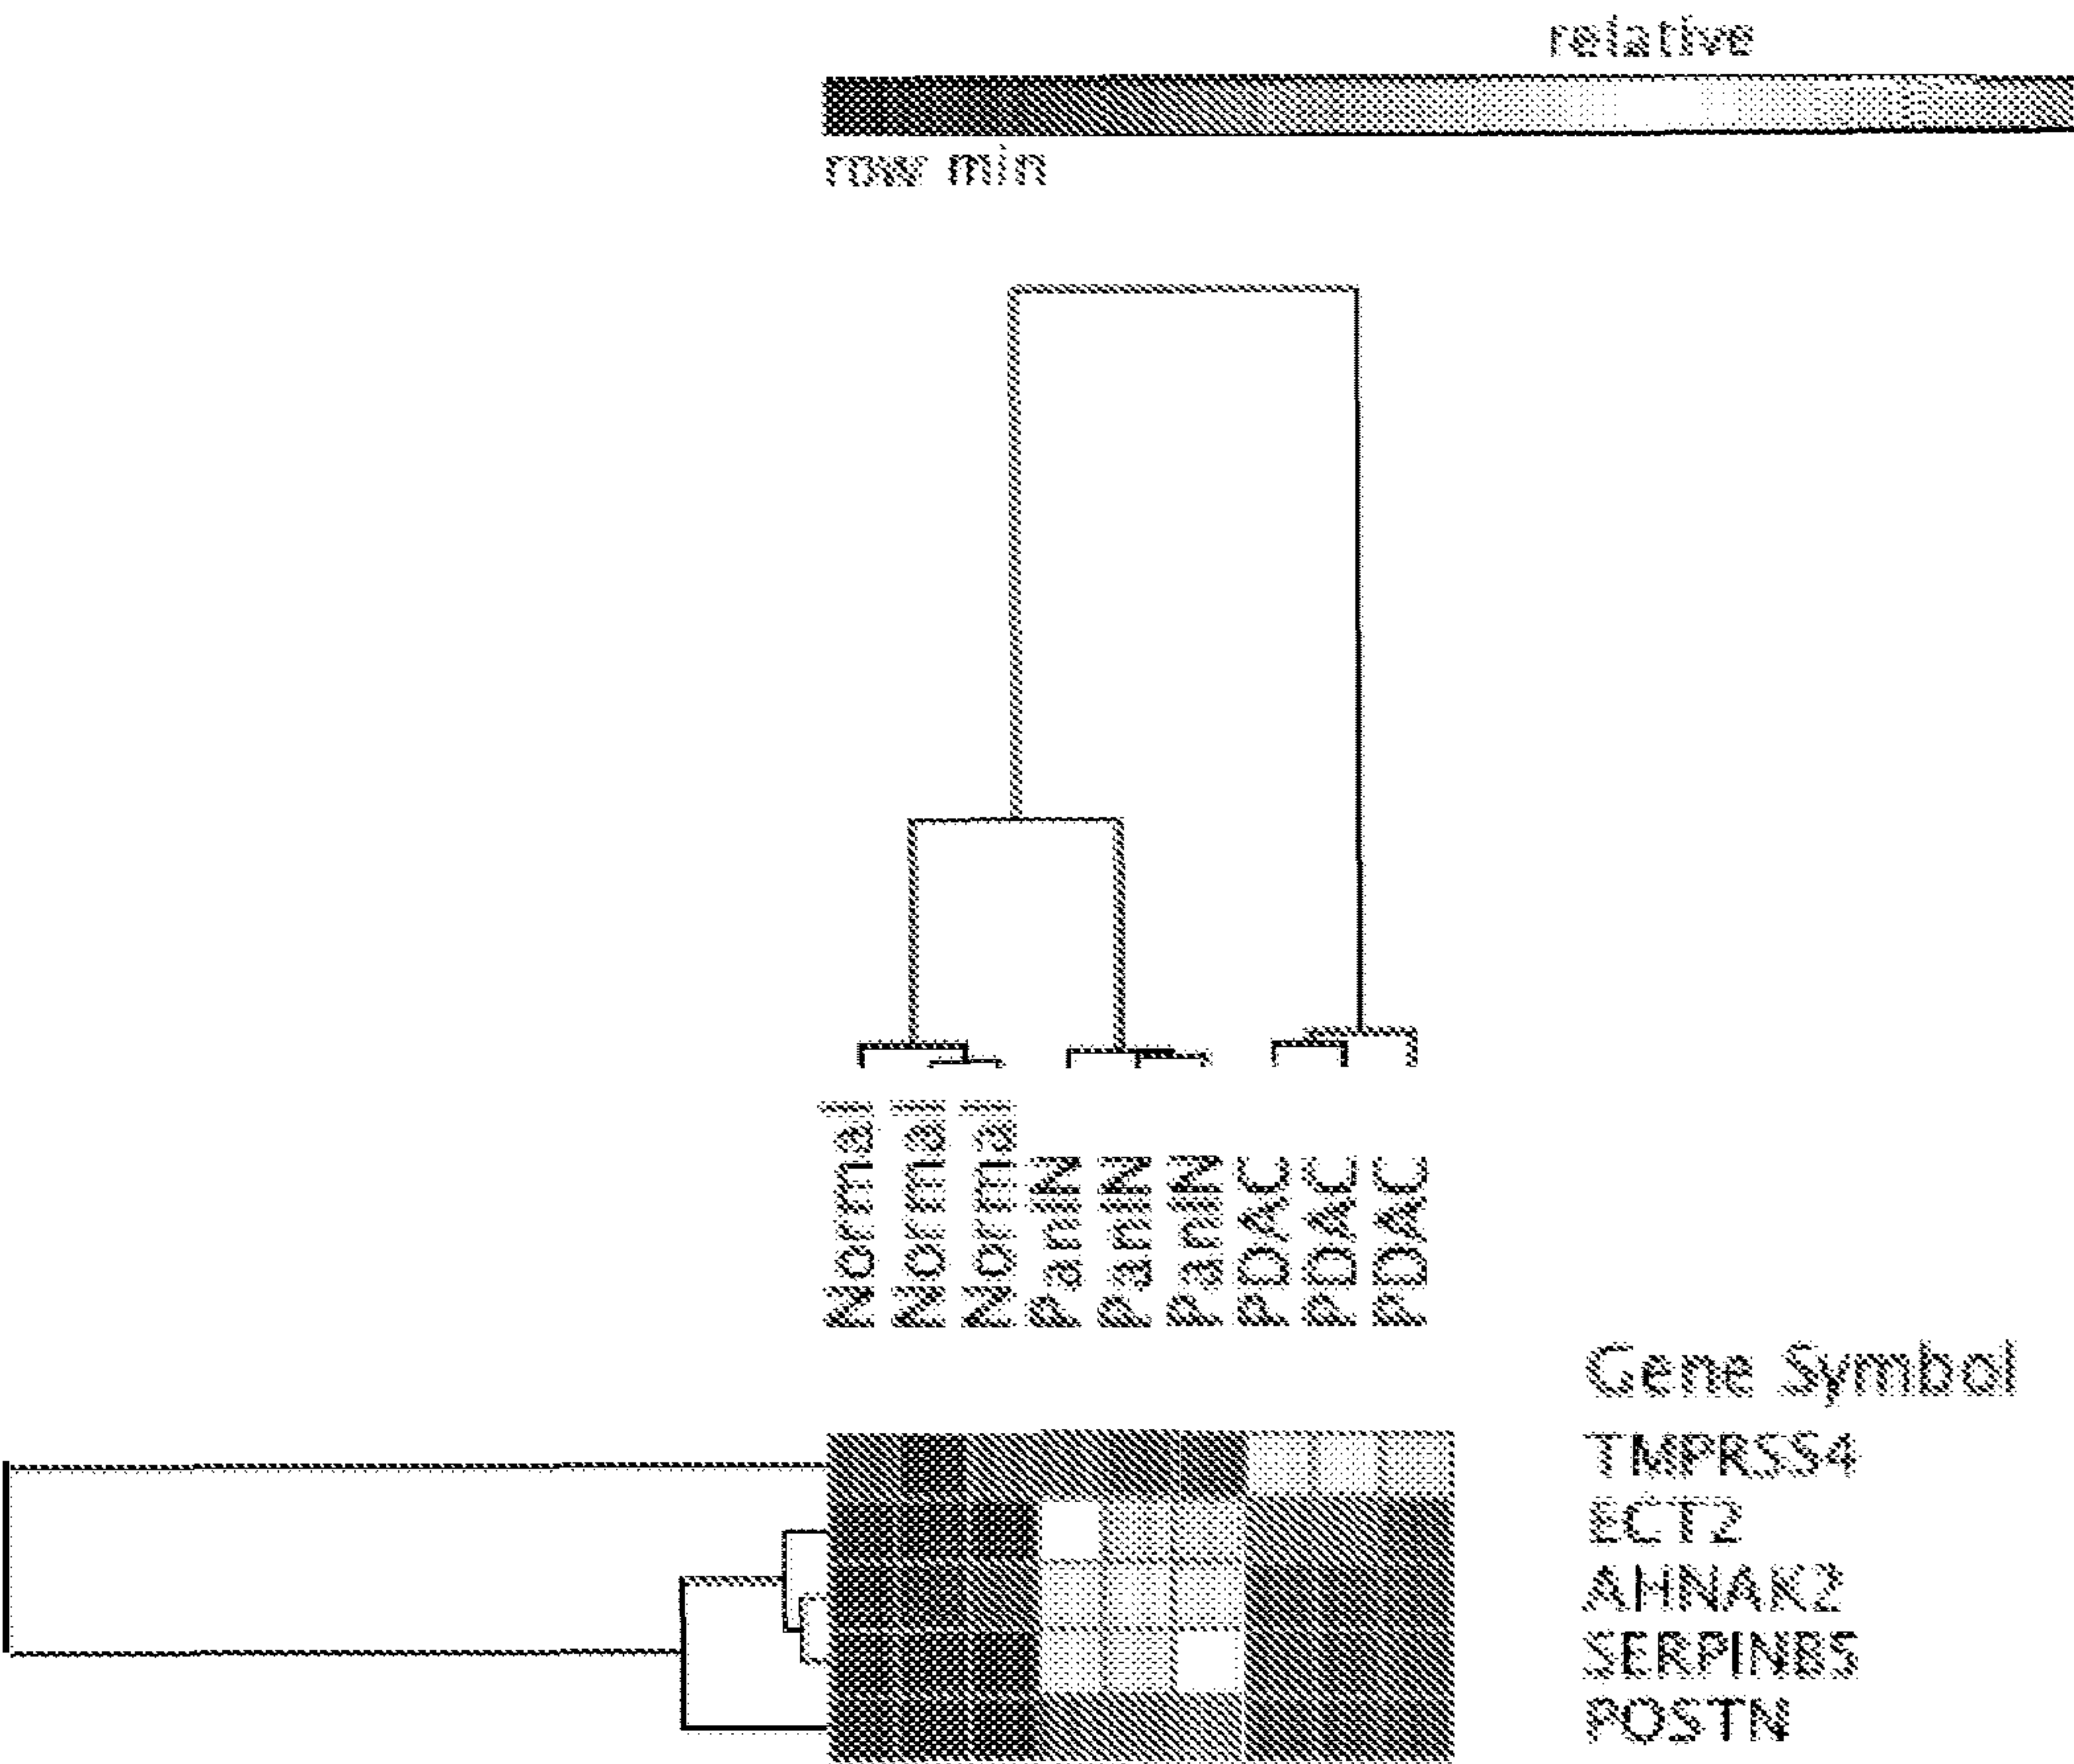 relative
row min
Normal
Normal
Normal
PanIN
PanIN
PanIN
PDAC
PDAC
PDAC
Gene Symbol
TMPRSS4
ECT2
AHNAK2
SERPINB5
POSTN